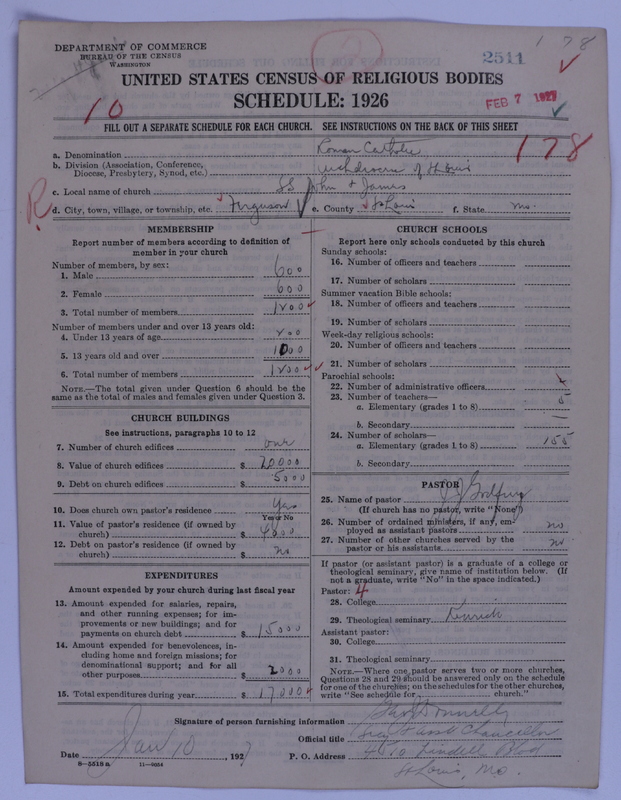 DEPARTMENT OF COMMERCE
BUREAU OF THE CENSUS
WASHINGTON
2
2511
178
UNITED STATES CENSUS OF RELIGIOUS BODIES
SCHEDULE: 1926
10
FEB 7 1927
FILL OUT A SEPARATE SCHEDULE FOR EACH CHURCH. SEE INSTRUCTIONS ON THE BACK OF THIS SHEET
178
a. Denomination Roman Catholic
b. Division (Association, Conference, Diocese, Presbytery, Synod, etc.) Archdiocese of St Louis
c. Local name of church SS John & James
R
d. City, town, village, or township, etc. Ferguson e. County St Louis f. State Mo.
MEMBERSHIP
Report number of members according to definition of
member in your church
Number of members, by sex:
1. Male 600
2. Female 600
3. Total number of members 1200
Number of members under and over 13 years old:
4. Under 13 years of age 200
5. 13 years old and over 1000
6. Total number of members 1200
NOTE.—The total given under Question 6 should be the
same as the total of males and females given under Question 3.
CHURCH BUILDINGS
See instructions, paragraphs 10 to 12
7. Number of church edifices one
8. Value of church edifices $ 20000
9. Debt on church edifices $ 5000
10. Does church own pastor's residence Yes
Yes or No
11. Value of pastor's residence (if owned by
church) $ 4000
12. Debt on pastor's residence (if owned by
church) $ no
EXPENDITURES
Amount expended by your church during last fiscal year
13. Amount expended for salaries, repairs,
and other running expenses; for im-
provements or new buildings; and for
payments on church debt $ 15000
14. Amount expended for benevolences, in-
cluding home and foreign missions; for
denominational support; and for all
other purposes $ 2000
15. Total expenditures during year $ 17000
CHURCH SCHOOLS
Report here only schools conducted by this church
Sunday schools:
16. Number of officers and teachers
17. Number of scholars
Summer vacation Bible schools:
18. Number of officers and teachers
19. Number of scholars
Week-day religious schools:
20. Number of officers and teachers
21. Number of scholars
Parochial schools:
22. Number of administrative officers
23. Number of teachers—
a. Elementary (grades 1 to 8) 5
b. Secondary
24. Number of scholars—
a. Elementary (grades 1 to 8) 155
b. Secondary
PASTOR
25. Name of pastor J J Godfrey
(If church has no pastor, write "None")
26. Number of ordained ministers, if any, em-
ployed as assistant pastors no
27. Number of other churches served by the
pastor or his assistants no
If pastor (or assistant pastor) is a graduate of a college or
theological seminary, give name of institution below. (If
not a graduate, write "No" in the space indicated.)
Pastor: 4
28. College
29. Theological seminary Kenrick
Assistant pastor:
30. College
31. Theological seminary
NOTE.—Where one pastor serves two or more churches,
Questions 28 and 29 should be answered only on the schedule
for one of the churches; on the schedules for the other churches,
write "See schedule for church."
Signature of person furnishing information
Official title Asst Chancellor
Date Jan 10, 1927 P. O. Address Lindell Blvd
St Louis, Mo.
8—5518 a 11—9054